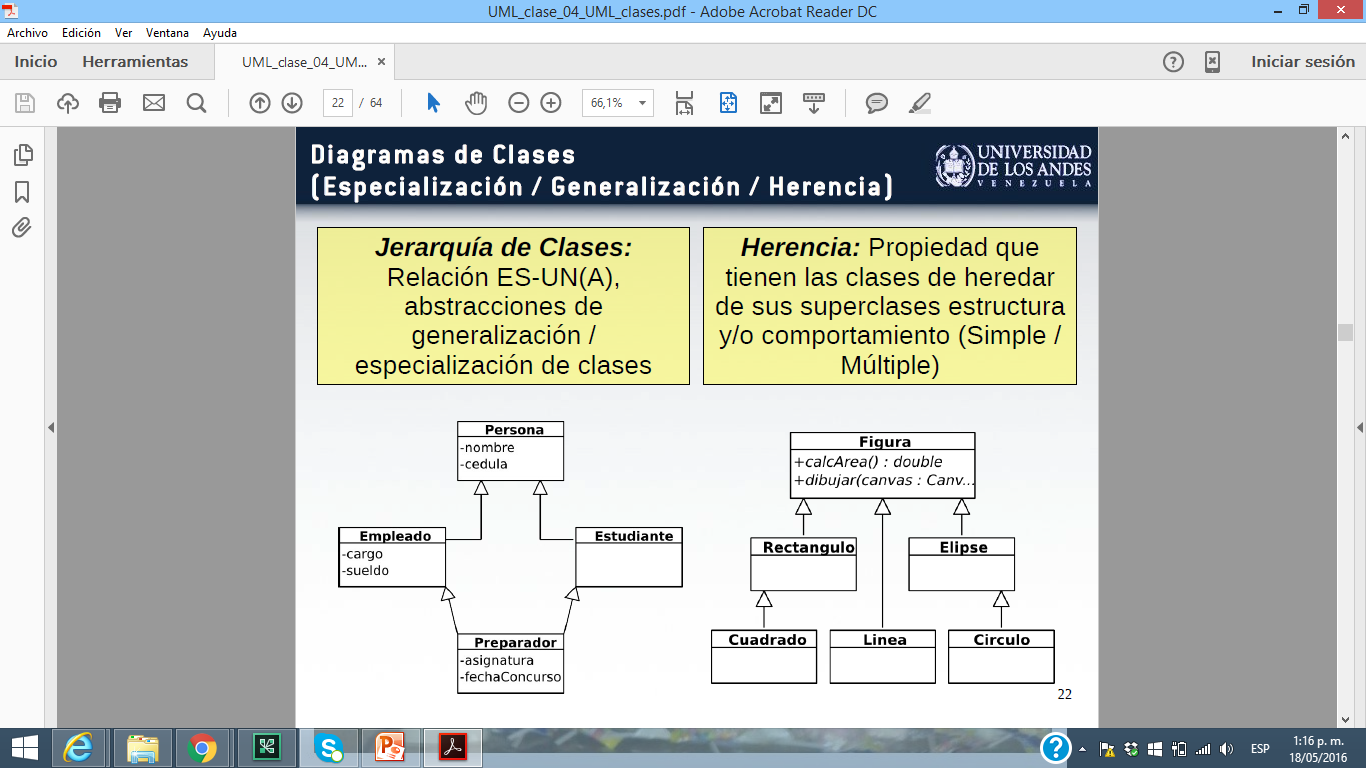 UML_clase_04_UML_clases.pdf - Adobe Acrobat Reader DC
Archivo Edición Ver Ventana Ayuda
Inicio Herramientas UML_clase_04_UM... × Iniciar sesión
22 / 64 66,1%
Diagramas de Clases
(Especialización / Generalización / Herencia)
UNIVERSIDAD
DE LOS ANDES
VENEZUELA
Jerarquía de Clases:
Relación ES-UN(A),
abstracciones de
generalización /
especialización de clases
Herencia: Propiedad que
tienen las clases de heredar
de sus superclases estructura
y/o comportamiento (Simple /
Múltiple)
Persona
-nombre
-cedula
Empleado
-cargo
-sueldo
Estudiante
Preparador
-asignatura
-fechaConcurso
Figura
+calcArea() : double
+dibujar(canvas : Canv...
Rectangulo
Elipse
Cuadrado
Linea
Circulo
22
ESP
1:16 p. m.
18/05/2016